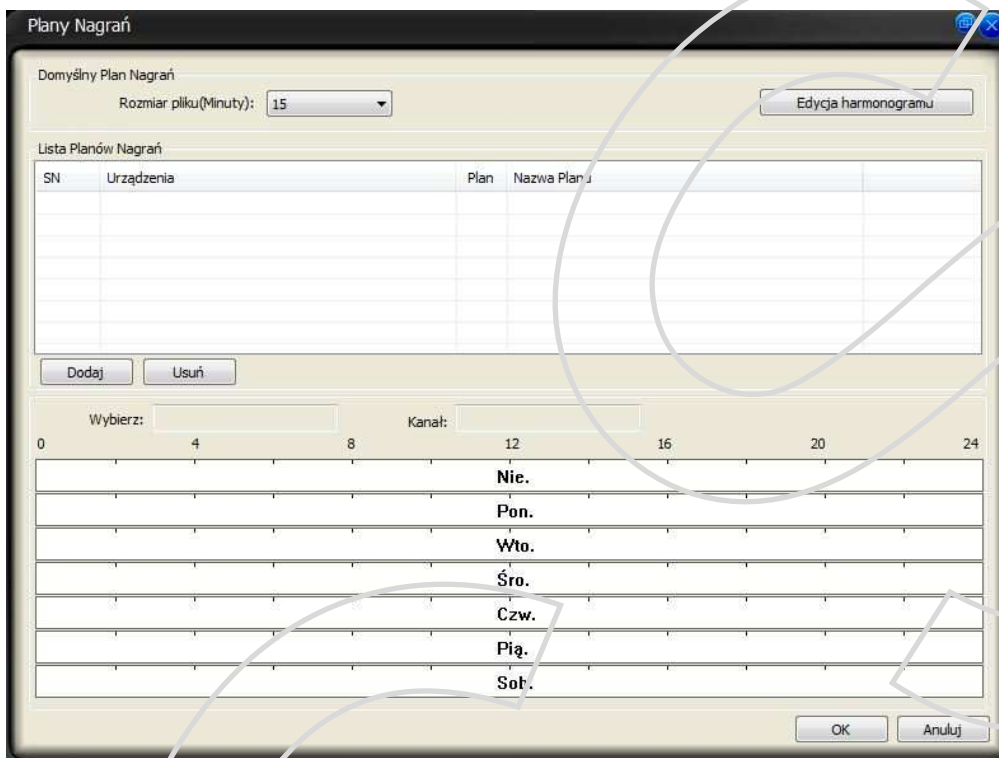 Plany Nagrań
Domyślny Plan Nagrań
Rozmiar pliku(Minuty): 15
Edycja harmonogramu
Lista Planów Nagrań
SN Urządzenia Plan Nazwa Planu
Dodaj Usuń
Wybierz: Kanał:
0 4 8 12 16 20 24
Nie.
Pon.
Wto.
Śro.
Czw.
Pią.
Sob.
OK Anuluj